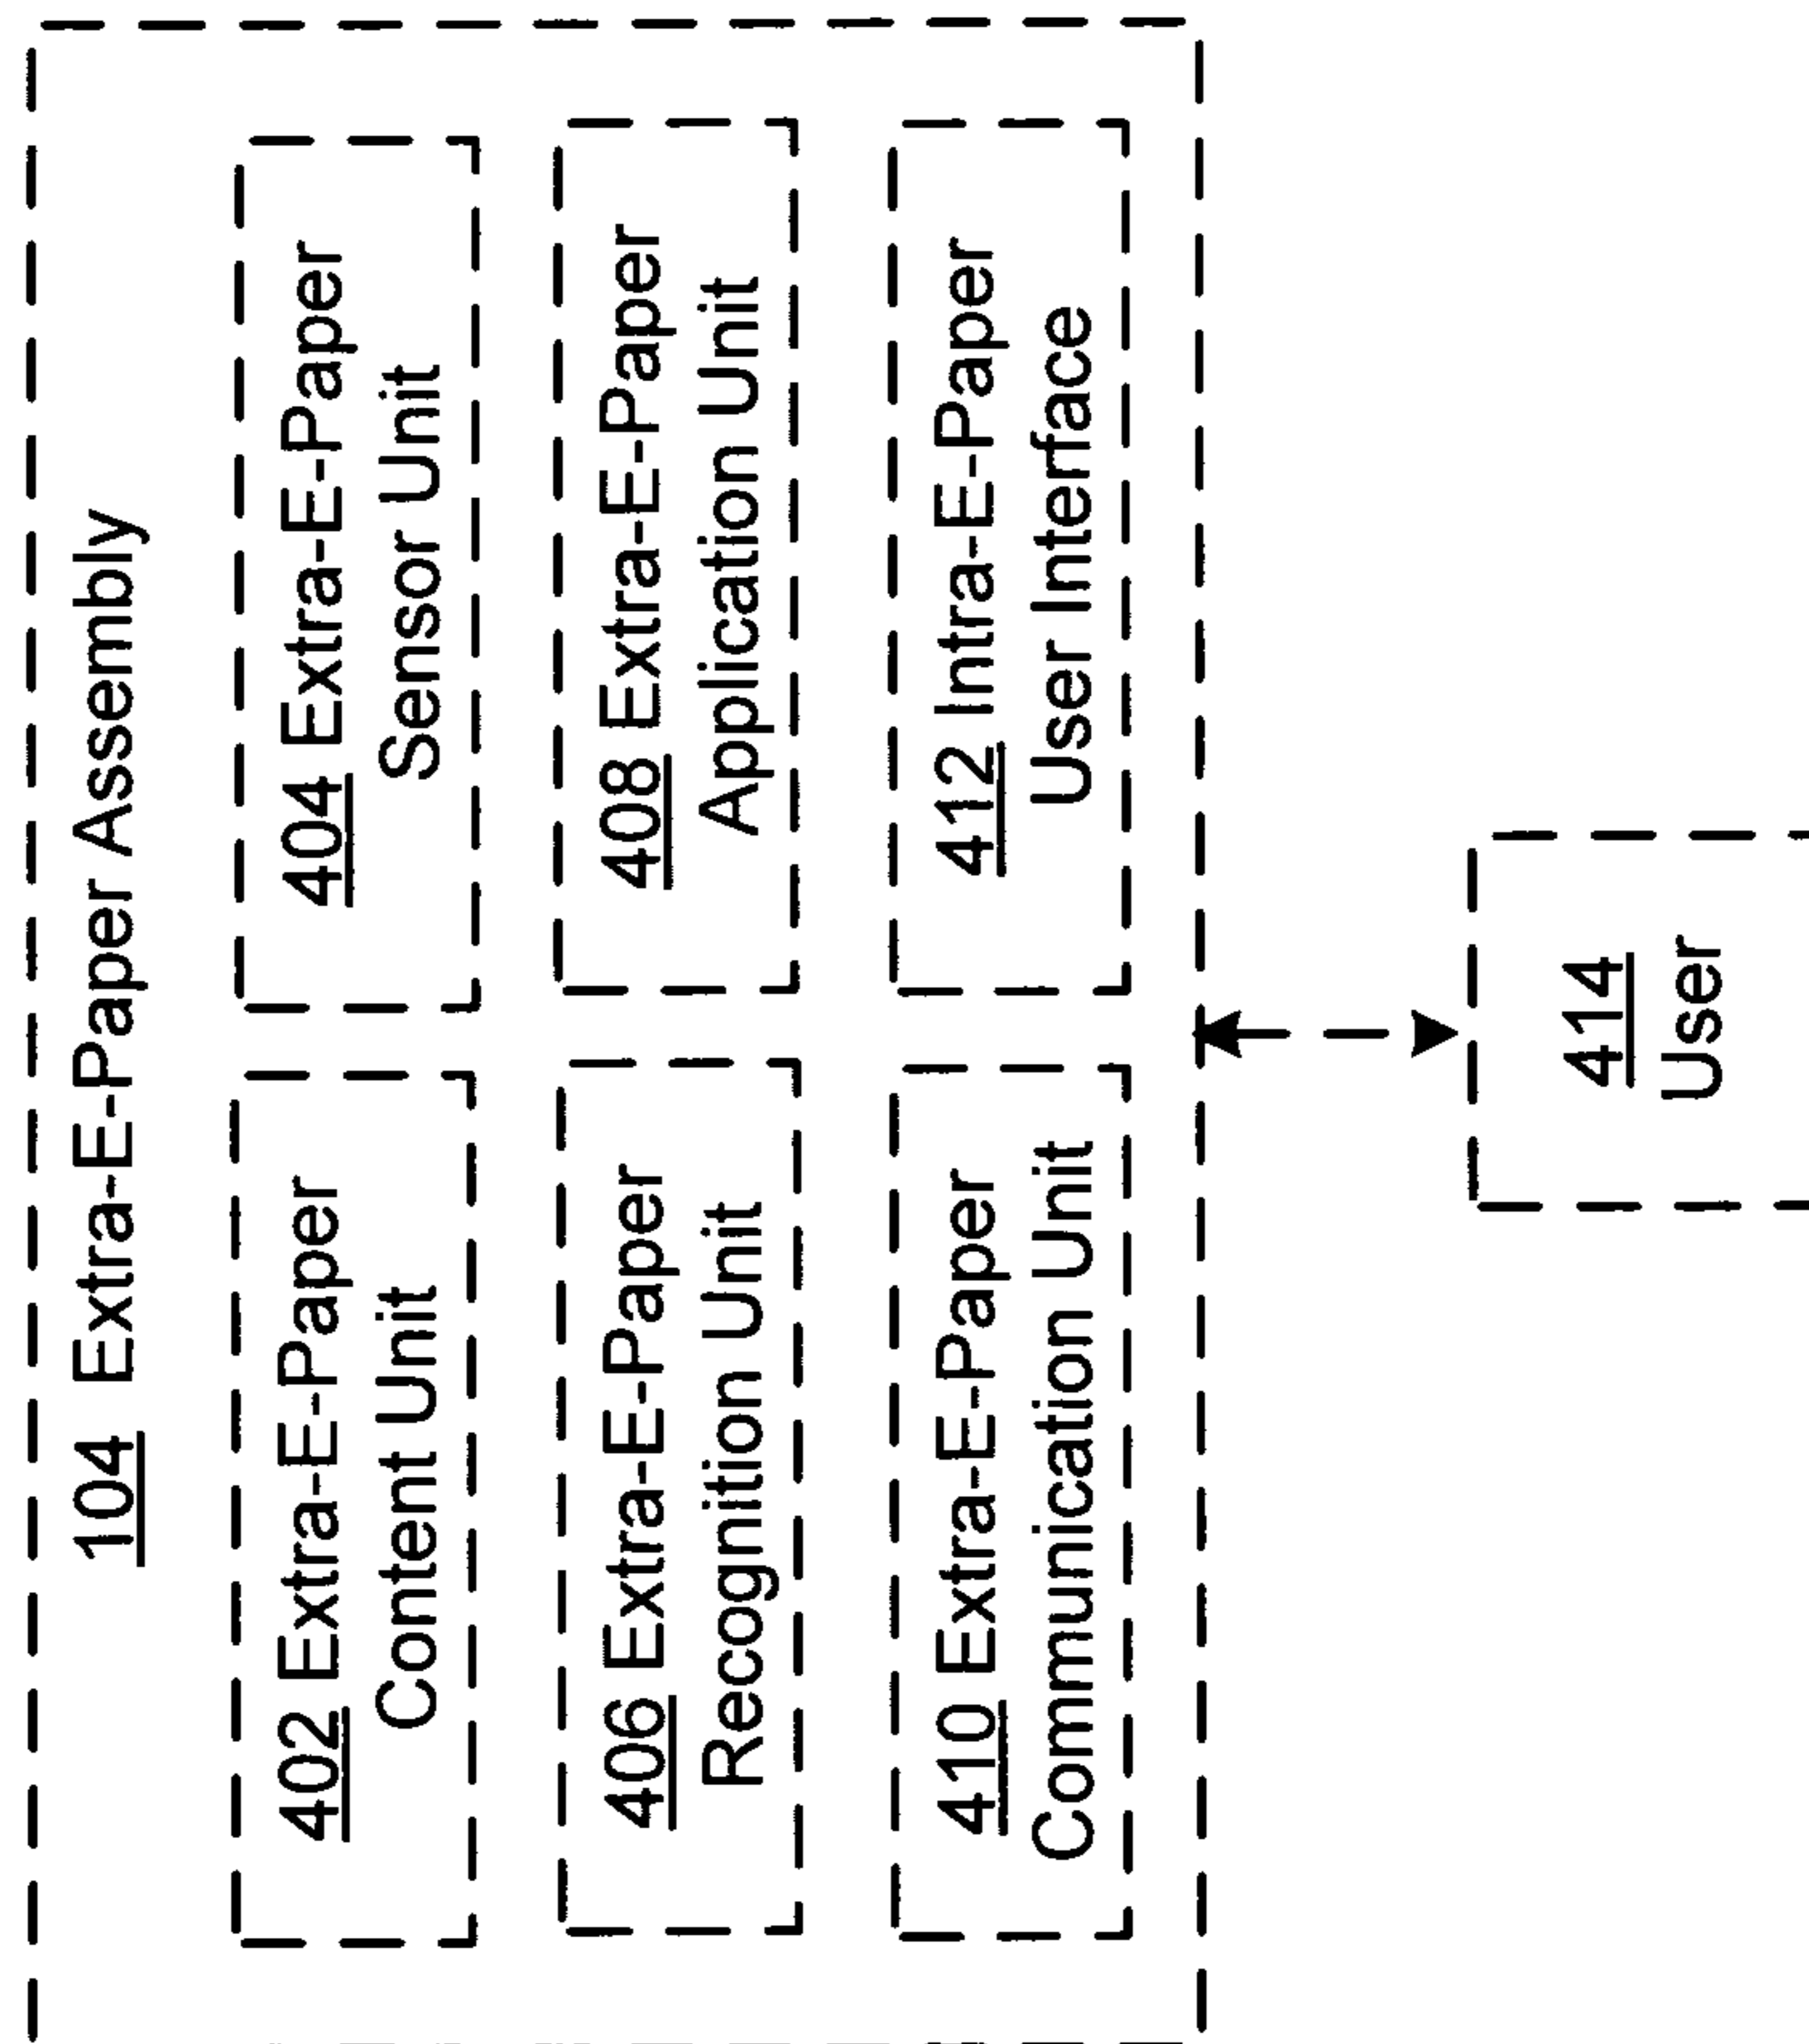 104 Extra-E-Paper Assembly
402 Extra-E-Paper
Content Unit
404 Extra-E-Paper
Sensor Unit
406 Extra-E-Paper
Recognition Unit
408 Extra-E-Paper
Application Unit
410 Extra-E-Paper
Communication Unit
412 Intra-E-Paper
User Interface
414
User